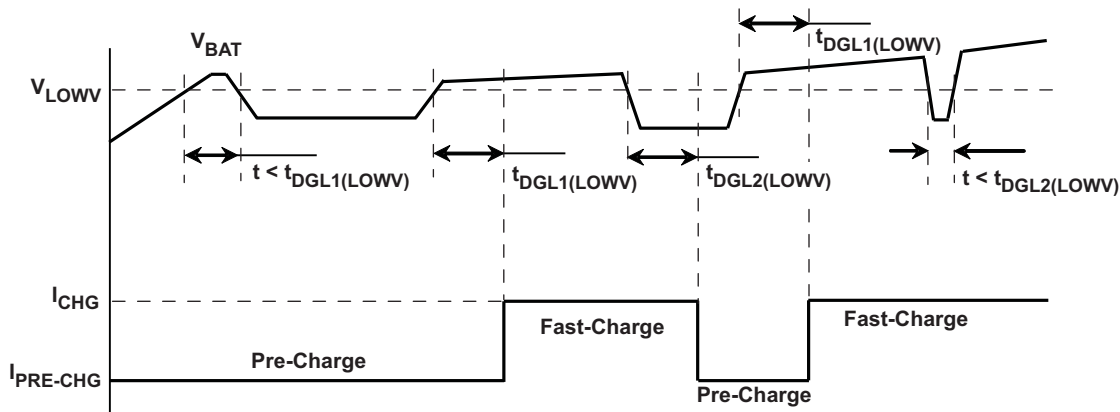 t_DGL1(LOWV)
V_BAT
V_LOWV
t < t_DGL1(LOWV)
t_DGL1(LOWV)
t_DGL2(LOWV)
t < t_DGL2(LOWV)
I_CHG
Fast-Charge
Fast-Charge
Pre-Charge
I_PRE-CHG
Pre-Charge